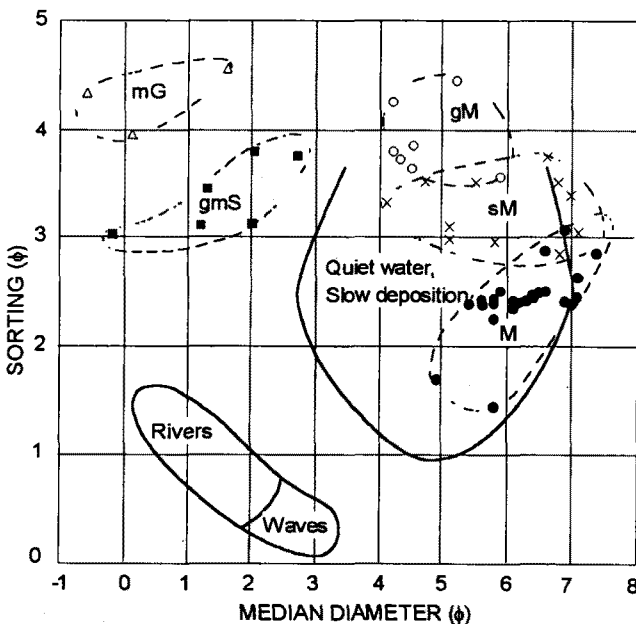 5
4
3
2
1
0
SORTING (ϕ)
mG
gM
gmS
sM
Quiet water,
Slow deposition
M
Rivers
Waves
-1 0 1 2 3 4 5 6 7 8
MEDIAN DIAMETER (ϕ)